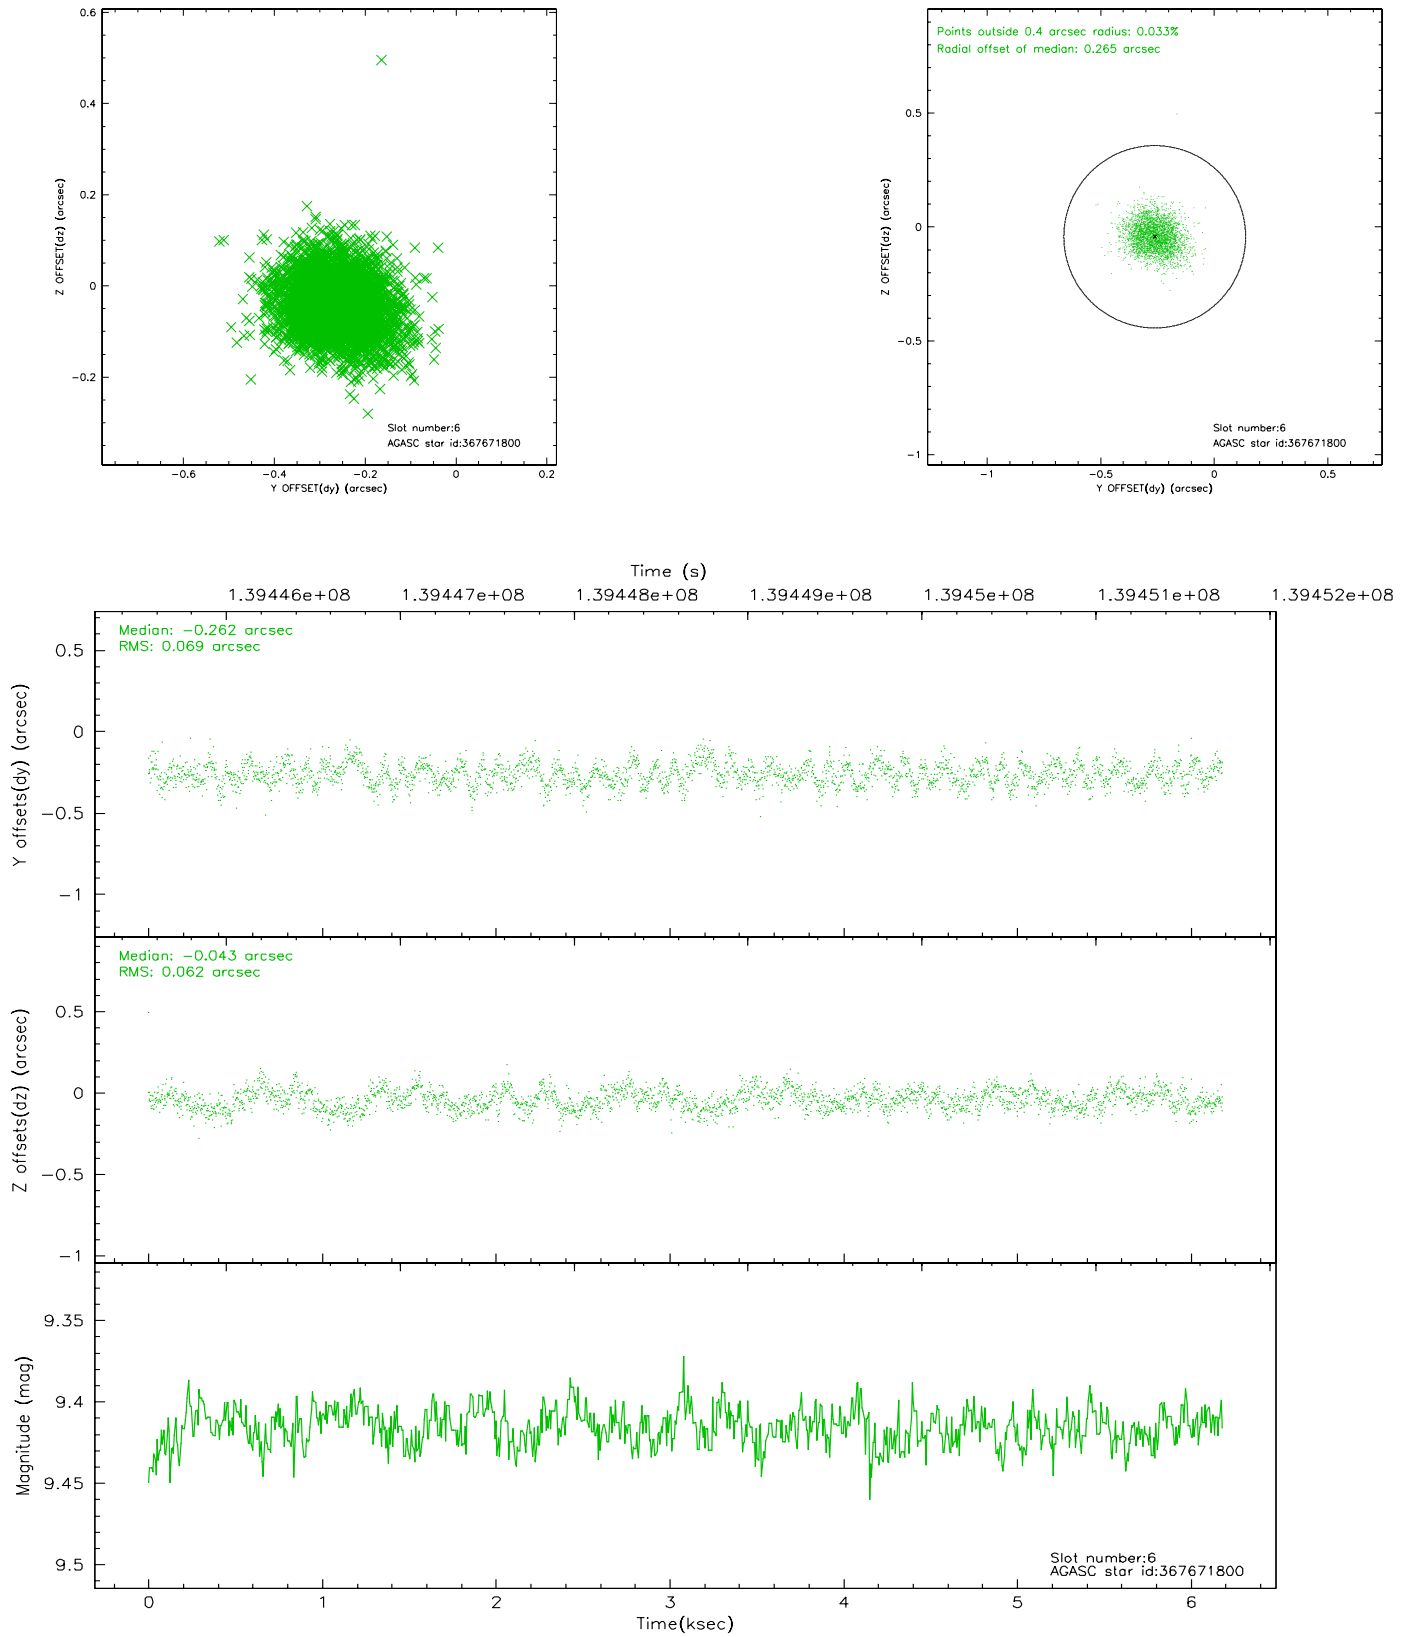 0.6
0.4
0.2
0
−0.2
Z OFFSET(dz) (arcsec)
Slot number:6
AGASC star id:367671800
−0.6 −0.4 −0.2 0 0.2
Y OFFSET(dy) (arcsec)
Points outside 0.4 arcsec radius: 0.033%
Radial offset of median: 0.265 arcsec
0.5
0
−0.5
−1
Z OFFSET(dz) (arcsec)
Slot number:6
AGASC star id:367671800
−1 −0.5 0 0.5
Y OFFSET(dy) (arcsec)
Time (s)
1.39446e+08 1.39447e+08 1.39448e+08 1.39449e+08 1.3945e+08 1.39451e+08 1.39452e+08
Median: −0.262 arcsec
RMS: 0.069 arcsec
0.5
0
−0.5
−1
Y offsets(dy) (arcsec)
Median: −0.043 arcsec
RMS: 0.062 arcsec
0.5
0
−0.5
−1
Z offsets(dz) (arcsec)
9.35
9.4
9.45
9.5
Magnitude (mag)
Slot number:6
AGASC star id:367671800
0 1 2 3 4 5 6
Time(ksec)